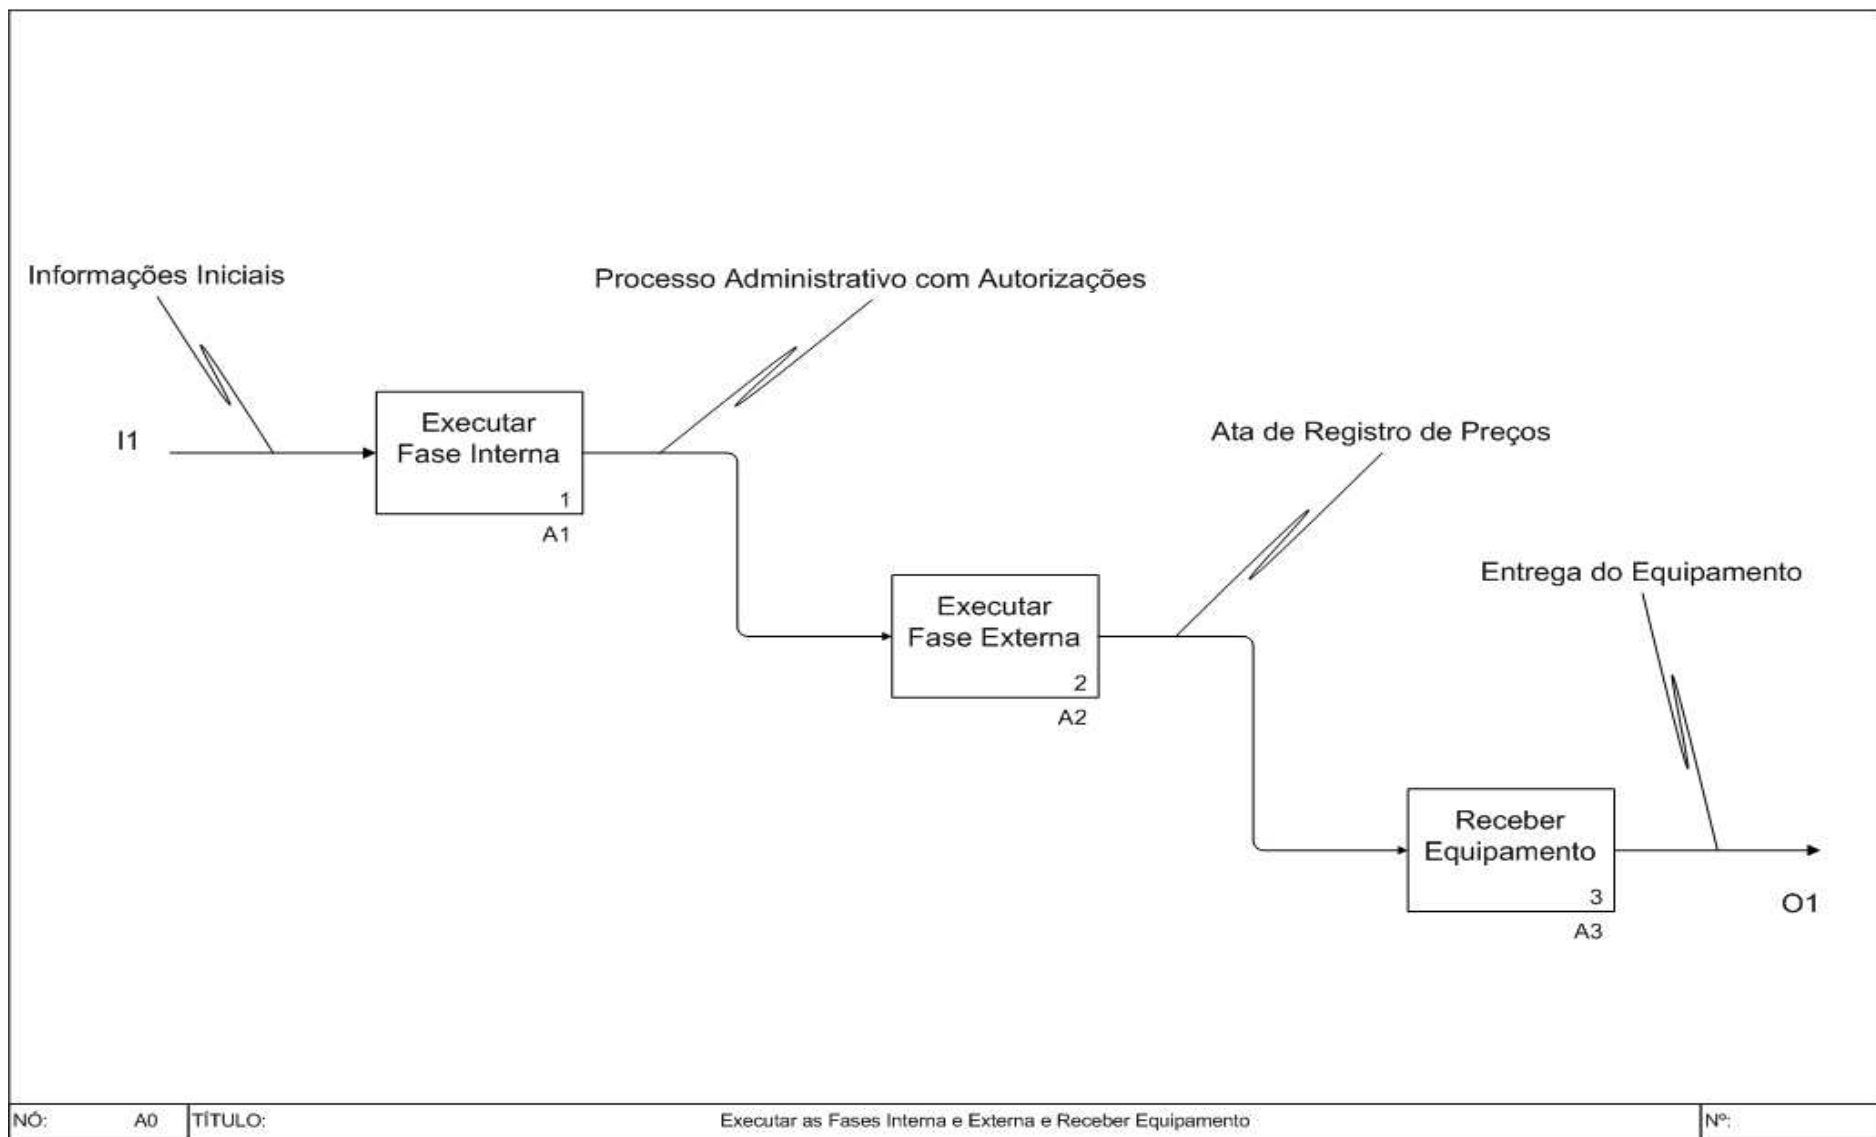 Informações Iniciais
Processo Administrativo com Autorizações
I1
Executar
Fase Interna
1
A1
Ata de Registro de Preços
Executar
Fase Externa
2
A2
Entrega do Equipamento
Receber
Equipamento
3
A3
O1
NÓ: A0 TÍTULO: Executar as Fases Interna e Externa e Receber Equipamento Nº: